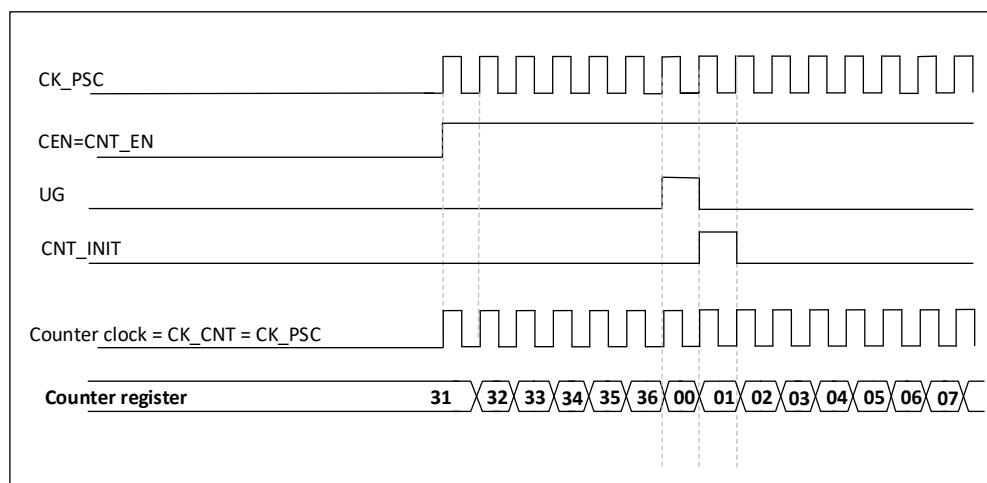 CK_PSC
CEN=CNT_EN
UG
CNT_INIT
Counter clock = CK_CNT = CK_PSC
Counter register 31 32 33 34 35 36 00 01 02 03 04 05 06 07